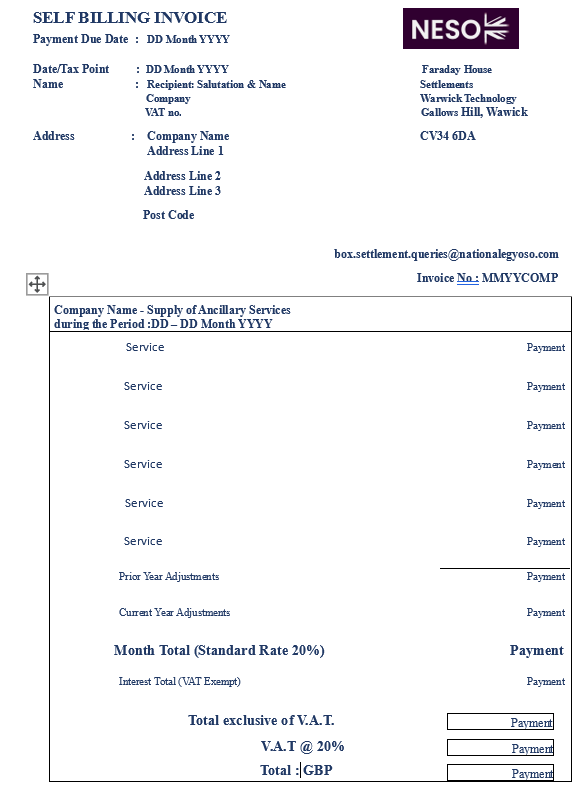 SELF BILLING INVOICE
NESO
Payment Due Date : DD Month YYYY
Date/Tax Point : DD Month YYYY
Faraday House
Name : Recipient: Salutation & Name
Settlements
Company
Warwick Technology
VAT no.
Gallows Hill, Wawick
Address : Company Name
CV34 6DA
Address Line 1
Address Line 2
Address Line 3
Post Code
box.settlement.queries@nationalegyoso.com
Invoice No.: MMYYCOMP
Company Name - Supply of Ancillary Services
during the Period :DD – DD Month YYYY
Service Payment
Service Payment
Service Payment
Service Payment
Service Payment
Service Payment
Prior Year Adjustments Payment
Current Year Adjustments Payment
Month Total (Standard Rate 20%) Payment
Interest Total (VAT Exempt) Payment
Total exclusive of V.A.T. Payment
V.A.T @ 20% Payment
Total : GBP Payment